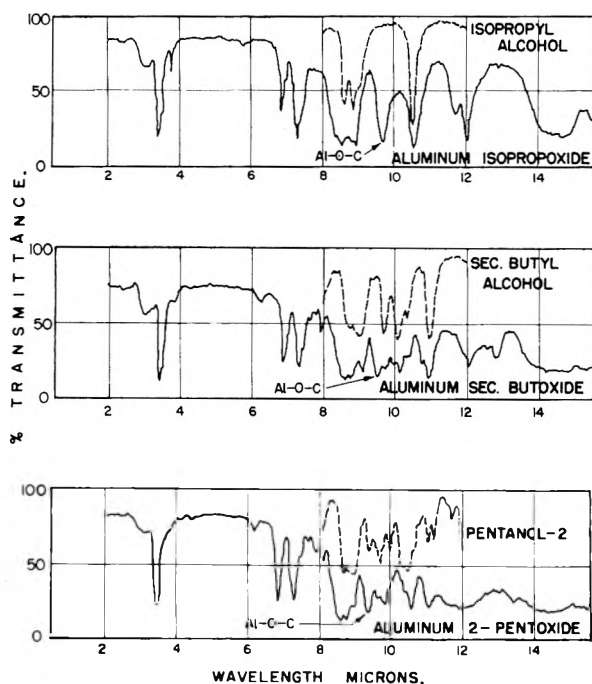 100
ISOPROPYL
ALCOHOL
50
Al-O-C
ALUMINUM ISOPROPOXIDE
0
2 4 6 8 10 12 14
% TRANSMITTANCE.
100
SEC. BUTYL
ALCOHOL
50
Al-O-C
ALUMINUM SEC. BUTOXIDE
0
2 4 6 8 10 12 14
100
PENTANOL-2
50
Al-O-C
ALUMINUM 2-PENTOXIDE
0
2 4 6 8 10 12 14
WAVELENGTH MICRONS.